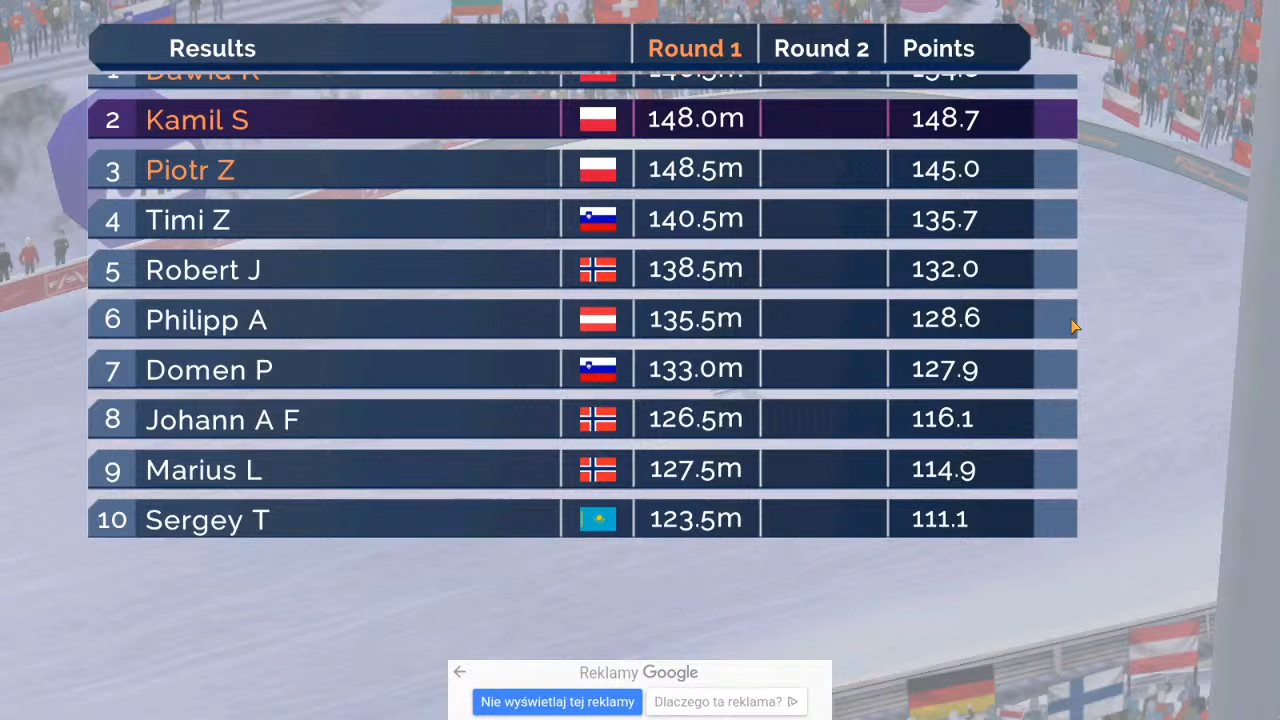 Results Round 1 Round 2 Points
2 Kamil S 148.0m 148.7
3 Piotr Z 148.5m 145.0
4 Timi Z 140.5m 135.7
5 Robert J 138.5m 132.0
6 Philipp A 135.5m 128.6
7 Domen P 133.0m 127.9
8 Johann A F 126.5m 116.1
9 Marius L 127.5m 114.9
10 Sergey T 123.5m 111.1
Reklamy Google
Nie wyświetlaj tej reklamy Dlaczego ta reklama?